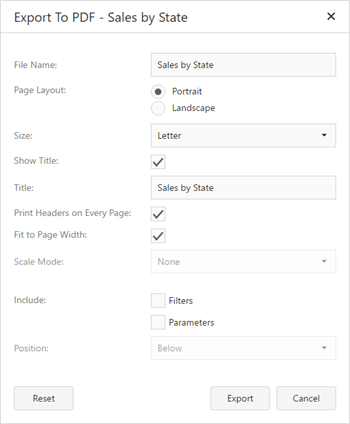 Export To PDF - Sales by State
File Name: Sales by State
Page Layout: Portrait
Landscape
Size: Letter
Show Title:
Title: Sales by State
Print Headers on Every Page:
Fit to Page Width:
Scale Mode: None
Include: Filters
Parameters
Position: Below
Reset Export Cancel